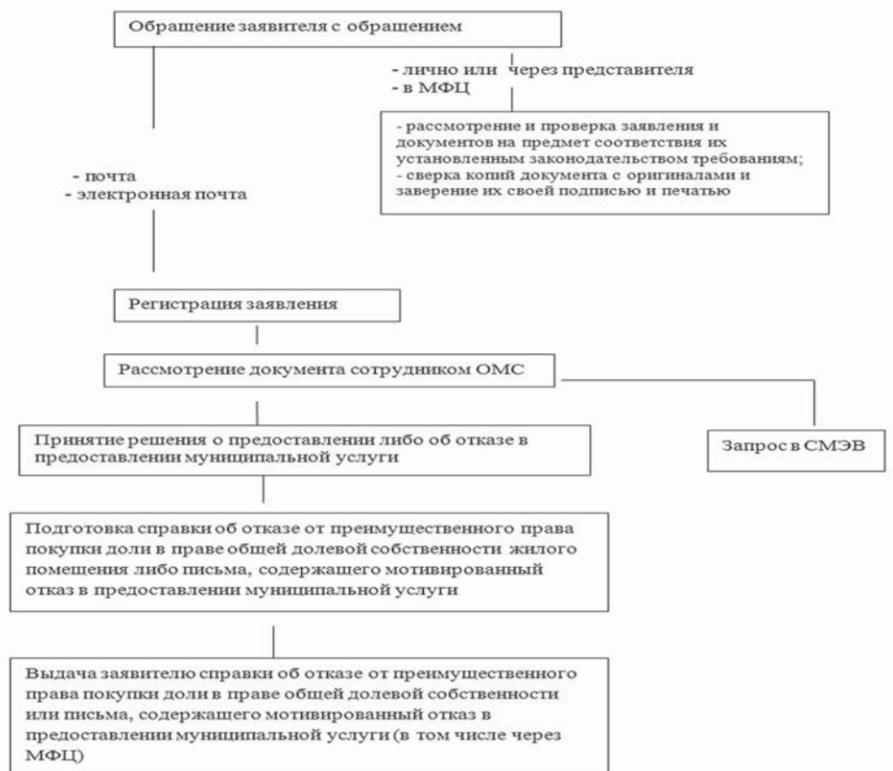 Обращение заявителя с обращением
- лично или через представителя
- в МФЦ
- рассмотрение и проверка заявления и
документов на предмет соответствия их
установленным законодательством требованиям;
- сверка копий документа с оригиналами и
заверение их своей подписью и печатью
- почта
- электронная почта
Регистрация заявления
Рассмотрение документа сотрудником ОМС
Принятие решения о предоставлении либо об отказе в
предоставлении муниципальной услуги
Запрос в СМЭВ
Подготовка справки об отказе от преимущественного права
покупки доли в праве общей долевой собственности жилого
помещения либо письма, содержащего мотивированный
отказ в предоставлении муниципальной услуги
Выдача заявителю справки об отказе от преимущественного
права покупки доли в праве общей долевой собственности
или письма, содержащего мотивированный отказ в
предоставлении муниципальной услуги (в том числе через
МФЦ)